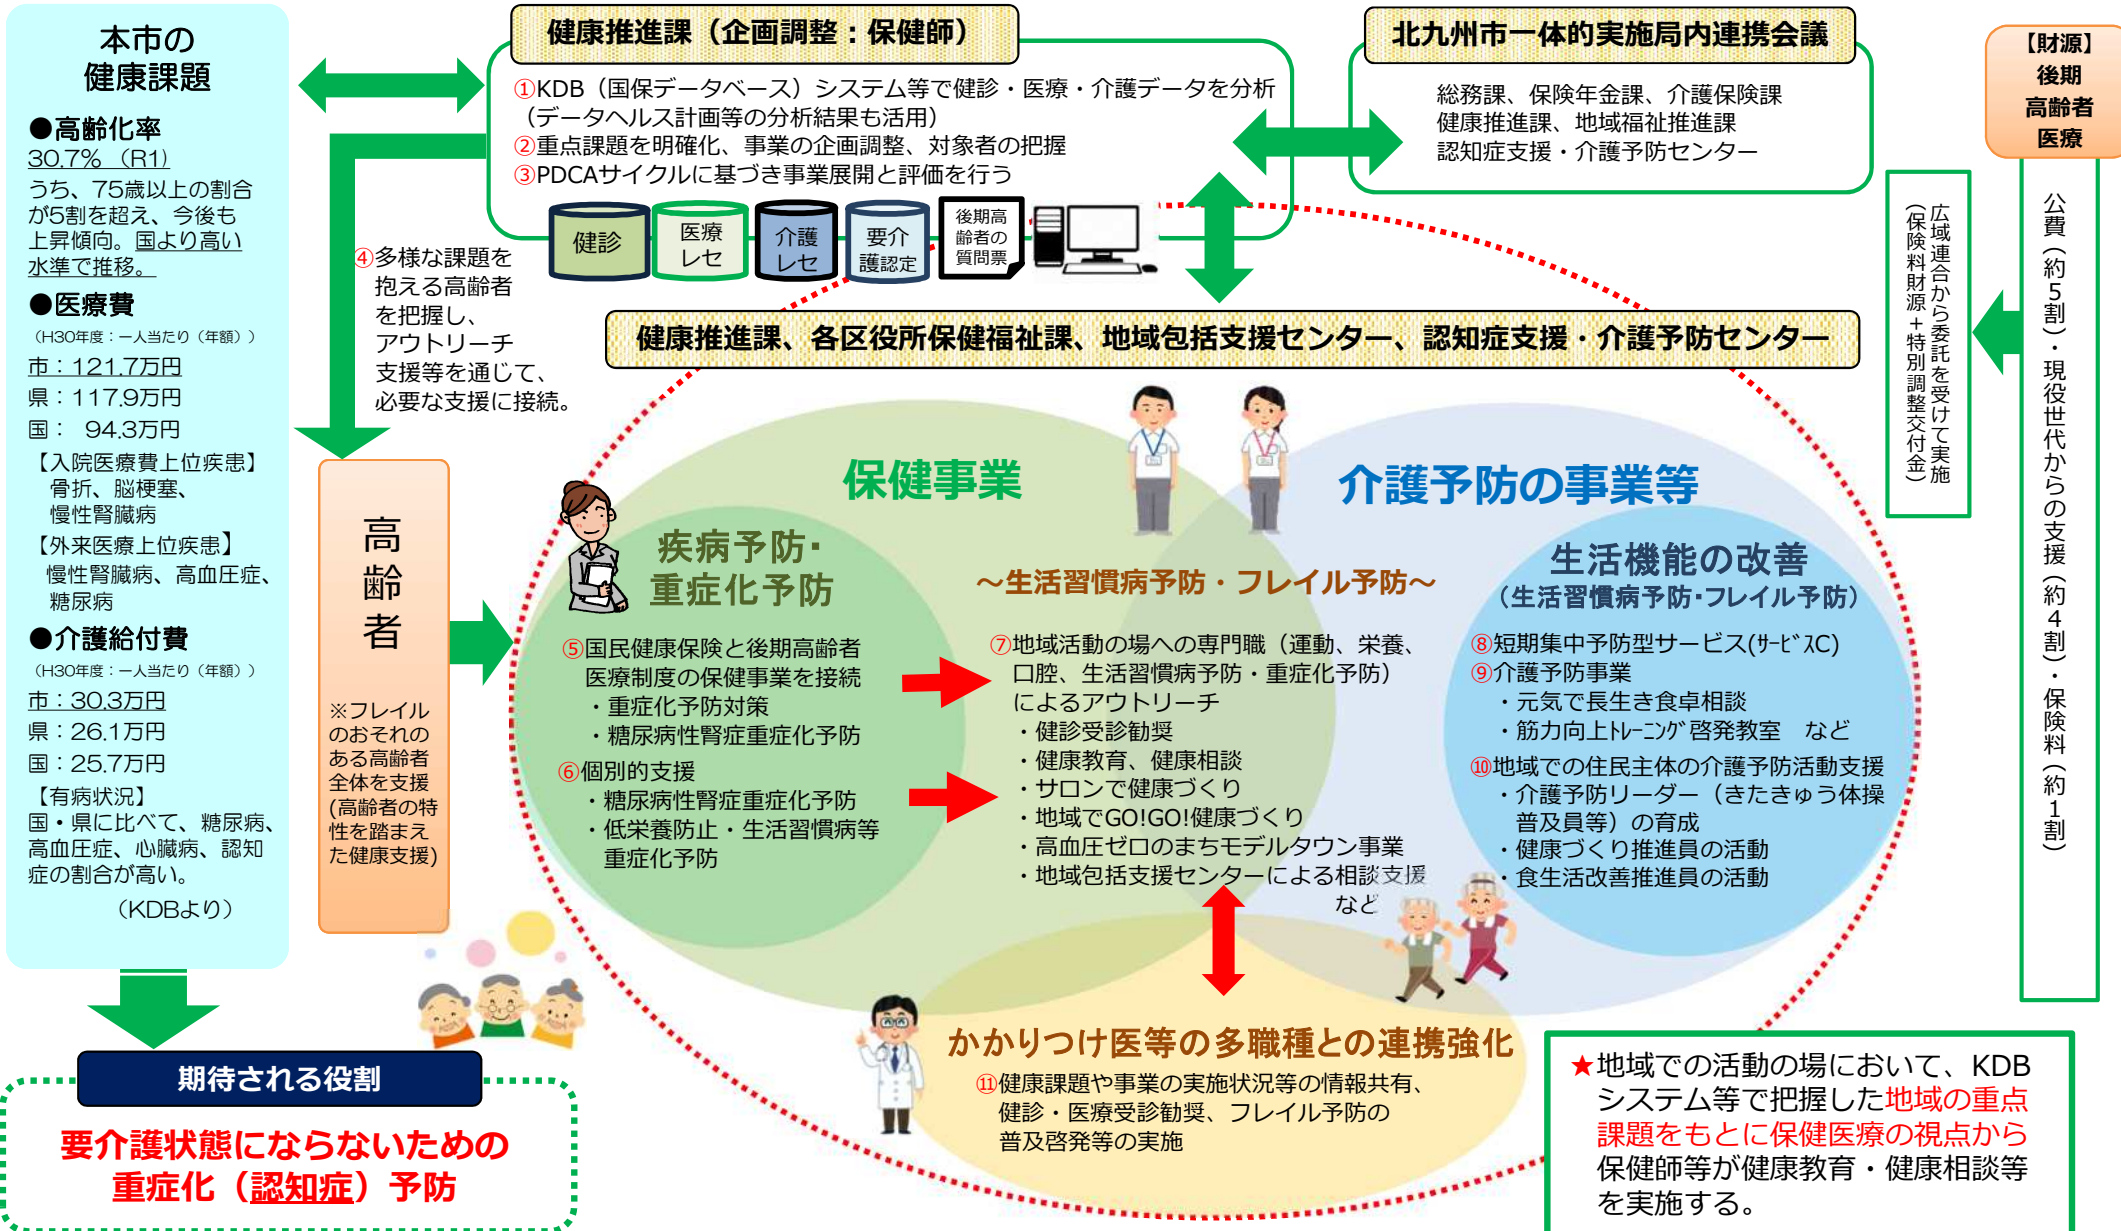 本市の
健康課題
●高齢化率
30.7%（R1）
うち、75歳以上の割合
が5割を超え、今後も
上昇傾向。国より高い
水準で推移。
●医療費
（H30年度：一人当たり（年額））
市：121.7万円
県：117.9万円
国： 94.3万円
【入院医療費上位疾患】
骨折、脳梗塞、
慢性腎臓病
【外来医療上位疾患】
慢性腎臓病、高血圧症、
糖尿病
●介護給付費
（H30年度：一人当たり（年額））
市：30.3万円
県：26.1万円
国：25.7万円
【有病状況】
国・県に比べて、糖尿病、
高血圧症、心臓病、認知
症の割合が高い。
（KDBより）
期待される役割
要介護状態にならないための
重症化（認知症）予防
健康推進課（企画調整：保健師）
①KDB（国保データベース）システム等で健診・医療・介護データを分析
（データヘルス計画等の分析結果も活用）
②重点課題を明確化、事業の企画調整、対象者の把握
③PDCAサイクルに基づき事業展開と評価を行う
健診
医療
レセ
介護
レセ
要介
護認定
後期高
齢者の
質問票
北九州市一体的実施局内連携会議
総務課、保険年金課、介護保険課
健康推進課、地域福祉推進課
認知症支援・介護予防センター
【財源】
後期
高齢者
医療
公費（約5割）・現役世代からの支援（約4割）・保険料（約1割）
広域連合から委託を受けて実施
（保険料財源＋特別調整交付金）
④多様な課題を
抱える高齢者
を把握し、
アウトリーチ
支援等を通じて、
必要な支援に接続。
健康推進課、各区役所保健福祉課、地域包括支援センター、認知症支援・介護予防センター
高
齢
者
※フレイル
のおそれの
ある高齢者
全体を支援
(高齢者の特
性を踏まえ
た健康支援)
保健事業
疾病予防・
重症化予防
⑤国民健康保険と後期高齢者
医療制度の保健事業を接続
・重症化予防対策
・糖尿病性腎症重症化予防
⑥個別的支援
・糖尿病性腎症重症化予防
・低栄養防止・生活習慣病等
重症化予防
～生活習慣病予防・フレイル予防～
⑦地域活動の場への専門職（運動、栄養、
口腔、生活習慣病予防・重症化予防）
によるアウトリーチ
・健診受診勧奨
・健康教育、健康相談
・サロンで健康づくり
・地域でGO!GO!健康づくり
・高血圧ゼロのまちモデルタウン事業
・地域包括支援センターによる相談支援
など
介護予防の事業等
生活機能の改善
（生活習慣病予防・フレイル予防）
⑧短期集中予防型サービス(ｻｰﾋﾞｽC)
⑨介護予防事業
・元気で長生き食卓相談
・筋力向上ﾄﾚｰﾆﾝｸﾞ啓発教室　など
⑩地域での住民主体の介護予防活動支援
・介護予防リーダー（きたきゅう体操
普及員等）の育成
・健康づくり推進員の活動
・食生活改善推進員の活動
かかりつけ医等の多職種との連携強化
⑪健康課題や事業の実施状況等の情報共有、
健診・医療受診勧奨、フレイル予防の
普及啓発等の実施
★地域での活動の場において、KDB
システム等で把握した地域の重点
課題をもとに保健医療の視点から
保健師等が健康教育・健康相談等
を実施する。